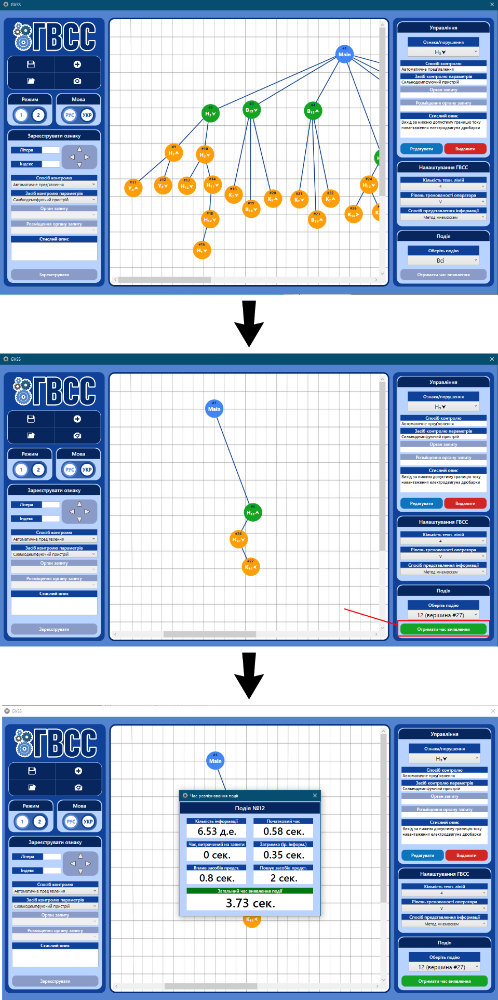 GVSS
ГВСС
Режим
Мова
1
2
РУС
УКР
Зареєструвати ознаку
Літера
Індекс
Спосіб контролю
Автоматичне пред'явлення
Засіб контролю параметрів
Слабкодемпфуючий пристрій
Орган запиту
Розміщення органу запиту
Стислий опис
Зареєструвати
#1
Main
#2
H₃
#3
B₁₅
#4
B₁₅
#9
#10
H₂
#11
Y₄
#12
Y₄
#13
H₁₂
#14
H₁₁
#15
H₁₂
#16
H₁
#18
K₇
#19
B₁₄
#20
K₇
#21
K₇
#22
K₇
#23
B₁₄
#24
H₁₂
#26
K₁₆
Управління
Ознака/порушення
H₃
Спосіб контролю
Автоматичне пред'явлення
Засіб контролю параметрів
Сильнодемпфуючий пристрій
Орган запиту
Розміщення органу запиту
Стислий опис
Вихід за нижню допустиму границю току
навантаження електродвигуна дробарки
Редагувати
Видалити
Налаштування ГВСС
Кількість техн. ліній
4
Рівень тренованості оператора
V
Спосіб представлення інформації
Метод мнемосхем
Подія
Оберіть подію
Всі
Отримати час виявлення
GVSS
ГВСС
Режим
Мова
1
2
РУС
УКР
Зареєструвати ознаку
Літера
Індекс
Спосіб контролю
Автоматичне пред'явлення
Засіб контролю параметрів
Слабкодемпфуючий пристрій
Орган запиту
Розміщення органу запиту
Стислий опис
Зареєструвати
#1
Main
#5
H₁₁
#24
H₁₂
#27
K₁₆
Управління
Ознака/порушення
H₃
Спосіб контролю
Автоматичне пред'явлення
Засіб контролю параметрів
Сильнодемпфуючий пристрій
Орган запиту
Розміщення органу запиту
Стислий опис
Вихід за нижню допустиму границю току
навантаження електродвигуна дробарки
Редагувати
Видалити
Налаштування ГВСС
Кількість техн. ліній
4
Рівень тренованості оператора
V
Спосіб представлення інформації
Метод мнемосхем
Подія
Оберіть подію
12 (вершина #27)
Отримати час виявлення
GVSS
ГВСС
Режим
Мова
1
2
РУС
УКР
Зареєструвати ознаку
Літера
Індекс
Спосіб контролю
Автоматичне пред'явлення
Засіб контролю параметрів
Слабкодемпфуючий пристрій
Орган запиту
Розміщення органу запиту
Стислий опис
Зареєструвати
#1
Main
Час розпізнавання події
Подія №12
Кількість інформації
Початковий час
6.53 д.е.
0.58 сек.
Час, витрачений на запити
Затримка (ір. інформ.)
0 сек.
0.35 сек.
Вплив засобів предст.
Пошук засобів предст.
0.8 сек.
2 сек.
Загальний час виявлення події
3.73 сек.
K₁₆
Управління
Ознака/порушення
H₃
Спосіб контролю
Автоматичне пред'явлення
Засіб контролю параметрів
Сильнодемпфуючий пристрій
Орган запиту
Розміщення органу запиту
Стислий опис
Вихід за нижню допустиму границю току
навантаження електродвигуна дробарки
Редагувати
Видалити
Налаштування ГВСС
Кількість техн. ліній
4
Рівень тренованості оператора
V
Спосіб представлення інформації
Метод мнемосхем
Подія
Оберіть подію
12 (вершина #27)
Отримати час виявлення